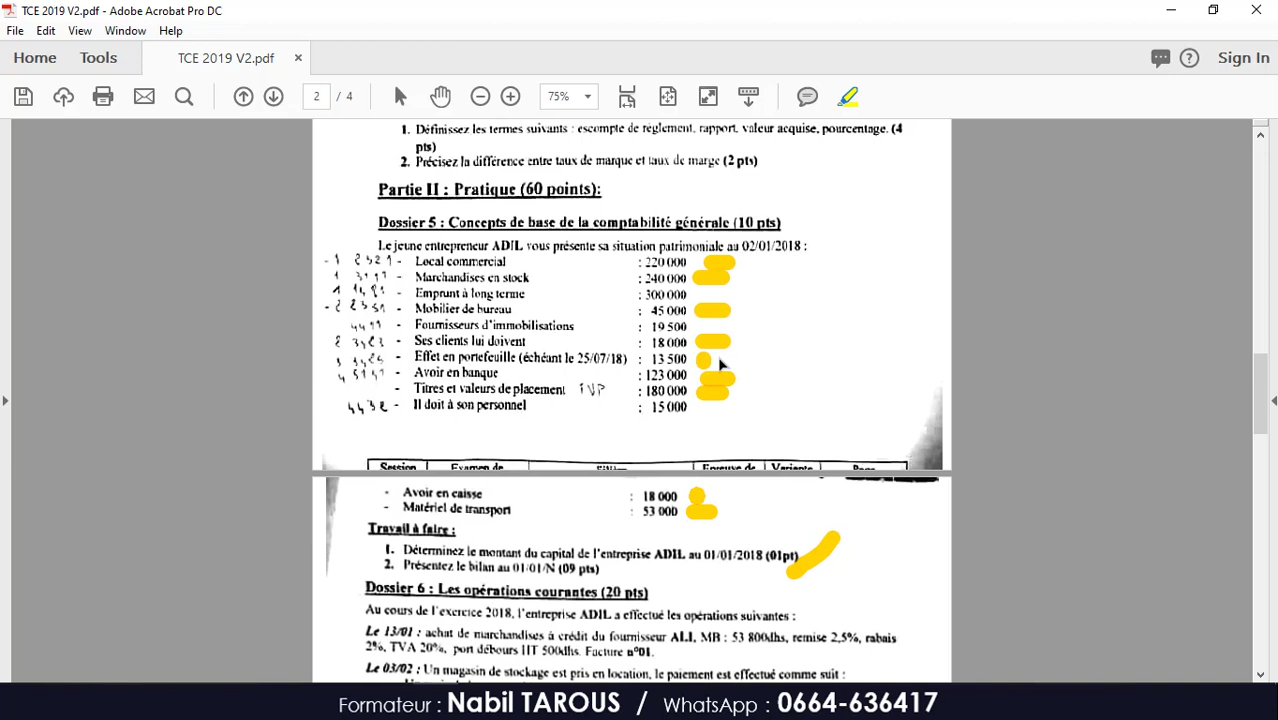 TCE 2019 V2.pdf - Adobe Acrobat Pro DC
File Edit View Window Help
Home Tools TCE 2019 V2.pdf × Sign In
2 / 4 75%
1. Définissez les termes suivants : escompte de règlement, rapport, valeur acquise, pourcentage. (4
pts)
2. Précisez la différence entre taux de marque et taux de marge (2 pts)
Partie II : Pratique (60 points):
Dossier 5 : Concepts de base de la comptabilité générale (10 pts)
Le jeune entrepreneur ADIL vous présente sa situation patrimoniale au 02/01/2018 :
- Local commercial : 220 000
- Marchandises en stock : 240 000
- Emprunt à long terme : 300 000
- Mobilier de bureau : 45 000
4411 - Fournisseurs d'immobilisations : 19 500
- Ses clients lui doivent : 18 000
- Effet en portefeuille (échéant le 25/07/18) : 13 500
- Avoir en banque : 123 000
- Titres et valeurs de placement TVP : 180 000
4432 - Il doit à son personnel : 15 000
Session Examen de Filière Epreuve de Variante Page
- Avoir en caisse : 18 000
- Matériel de transport : 53 000
Travail à faire :
1. Déterminez le montant du capital de l'entreprise ADIL au 01/01/2018 (01pt)
2. Présentez le bilan au 01/01/N (09 pts)
Dossier 6 : Les opérations courantes (20 pts)
Au cours de l'exercice 2018, l'entreprise ADIL a effectué les opérations suivantes :
Le 13/01 : achat de marchandises à crédit du fournisseur ALI, MB : 53 800dhs, remise 2,5%, rabais
2%, TVA 20%, port débours HT 500dhs. Facture n°01.
Le 03/02 : Un magasin de stockage est pris en location, le paiement est effectué comme suit :
Formateur : Nabil TAROUS / WhatsApp : 0664-636417